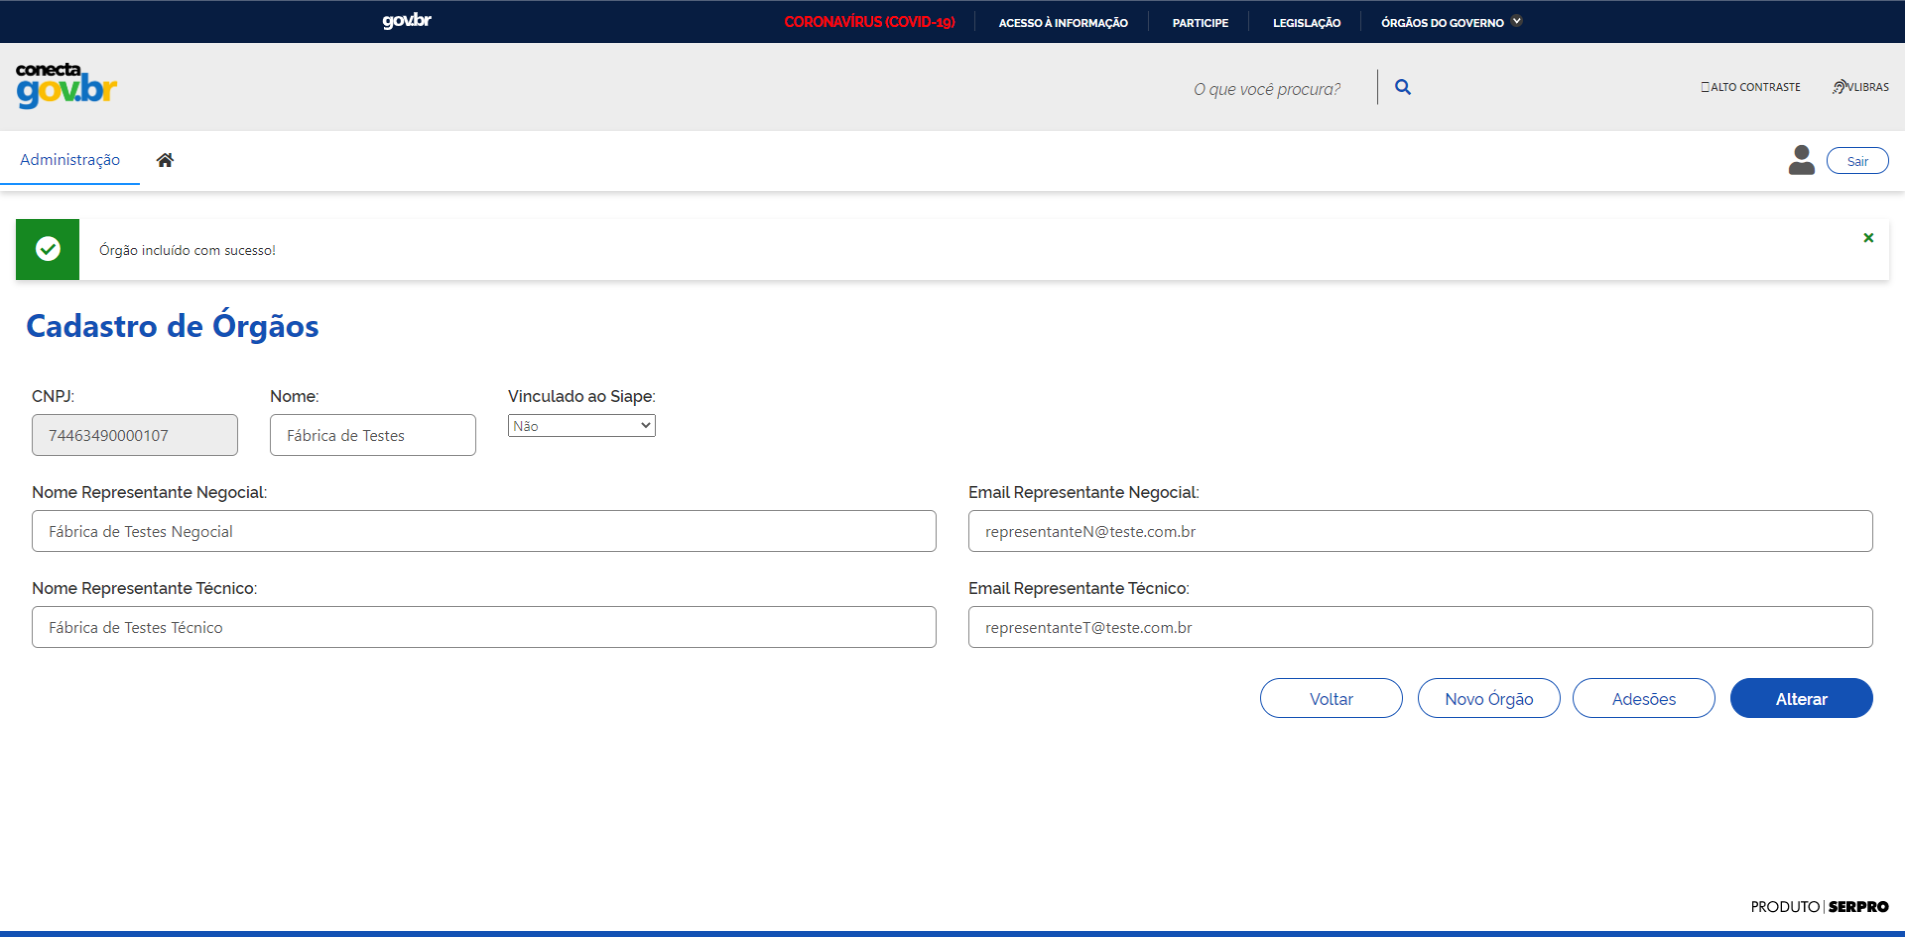 gov.br
CORONAVÍRUS (COVID-19)
ACESSO À INFORMAÇÃO
PARTICIPE
LEGISLAÇÃO
ÓRGÃOS DO GOVERNO
conecta
gov.br
O que você procura?
ALTO CONTRASTE
VLIBRAS
Administração
Sair
Órgão incluído com sucesso!
Cadastro de Órgãos
CNPJ:
Nome:
Vinculado ao Siape:
74463490000107
Fábrica de Testes
Não
Nome Representante Negocial:
Email Representante Negocial:
Fábrica de Testes Negocial
representanteN@teste.com.br
Nome Representante Técnico:
Email Representante Técnico:
Fábrica de Testes Técnico
representanteT@teste.com.br
Voltar
Novo Órgão
Adesões
Alterar
PRODUTO | SERPRO